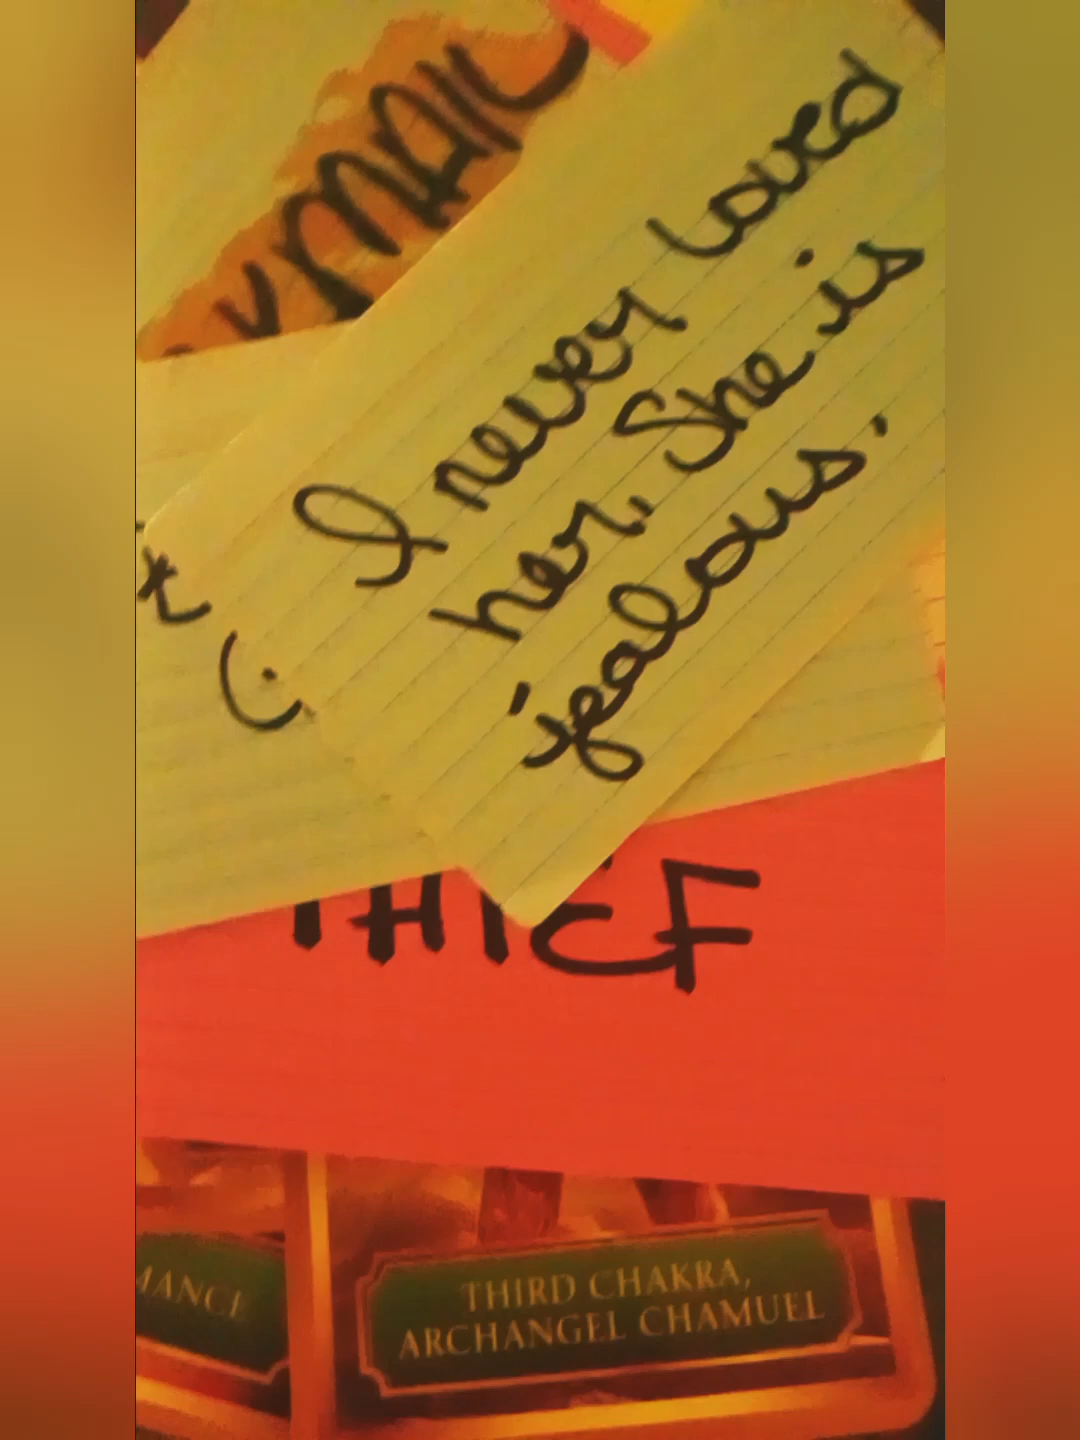 I never loved
her, She is
jealous.
THIEF
THIRD CHAKRA,
ARCHANGEL CHAMUEL